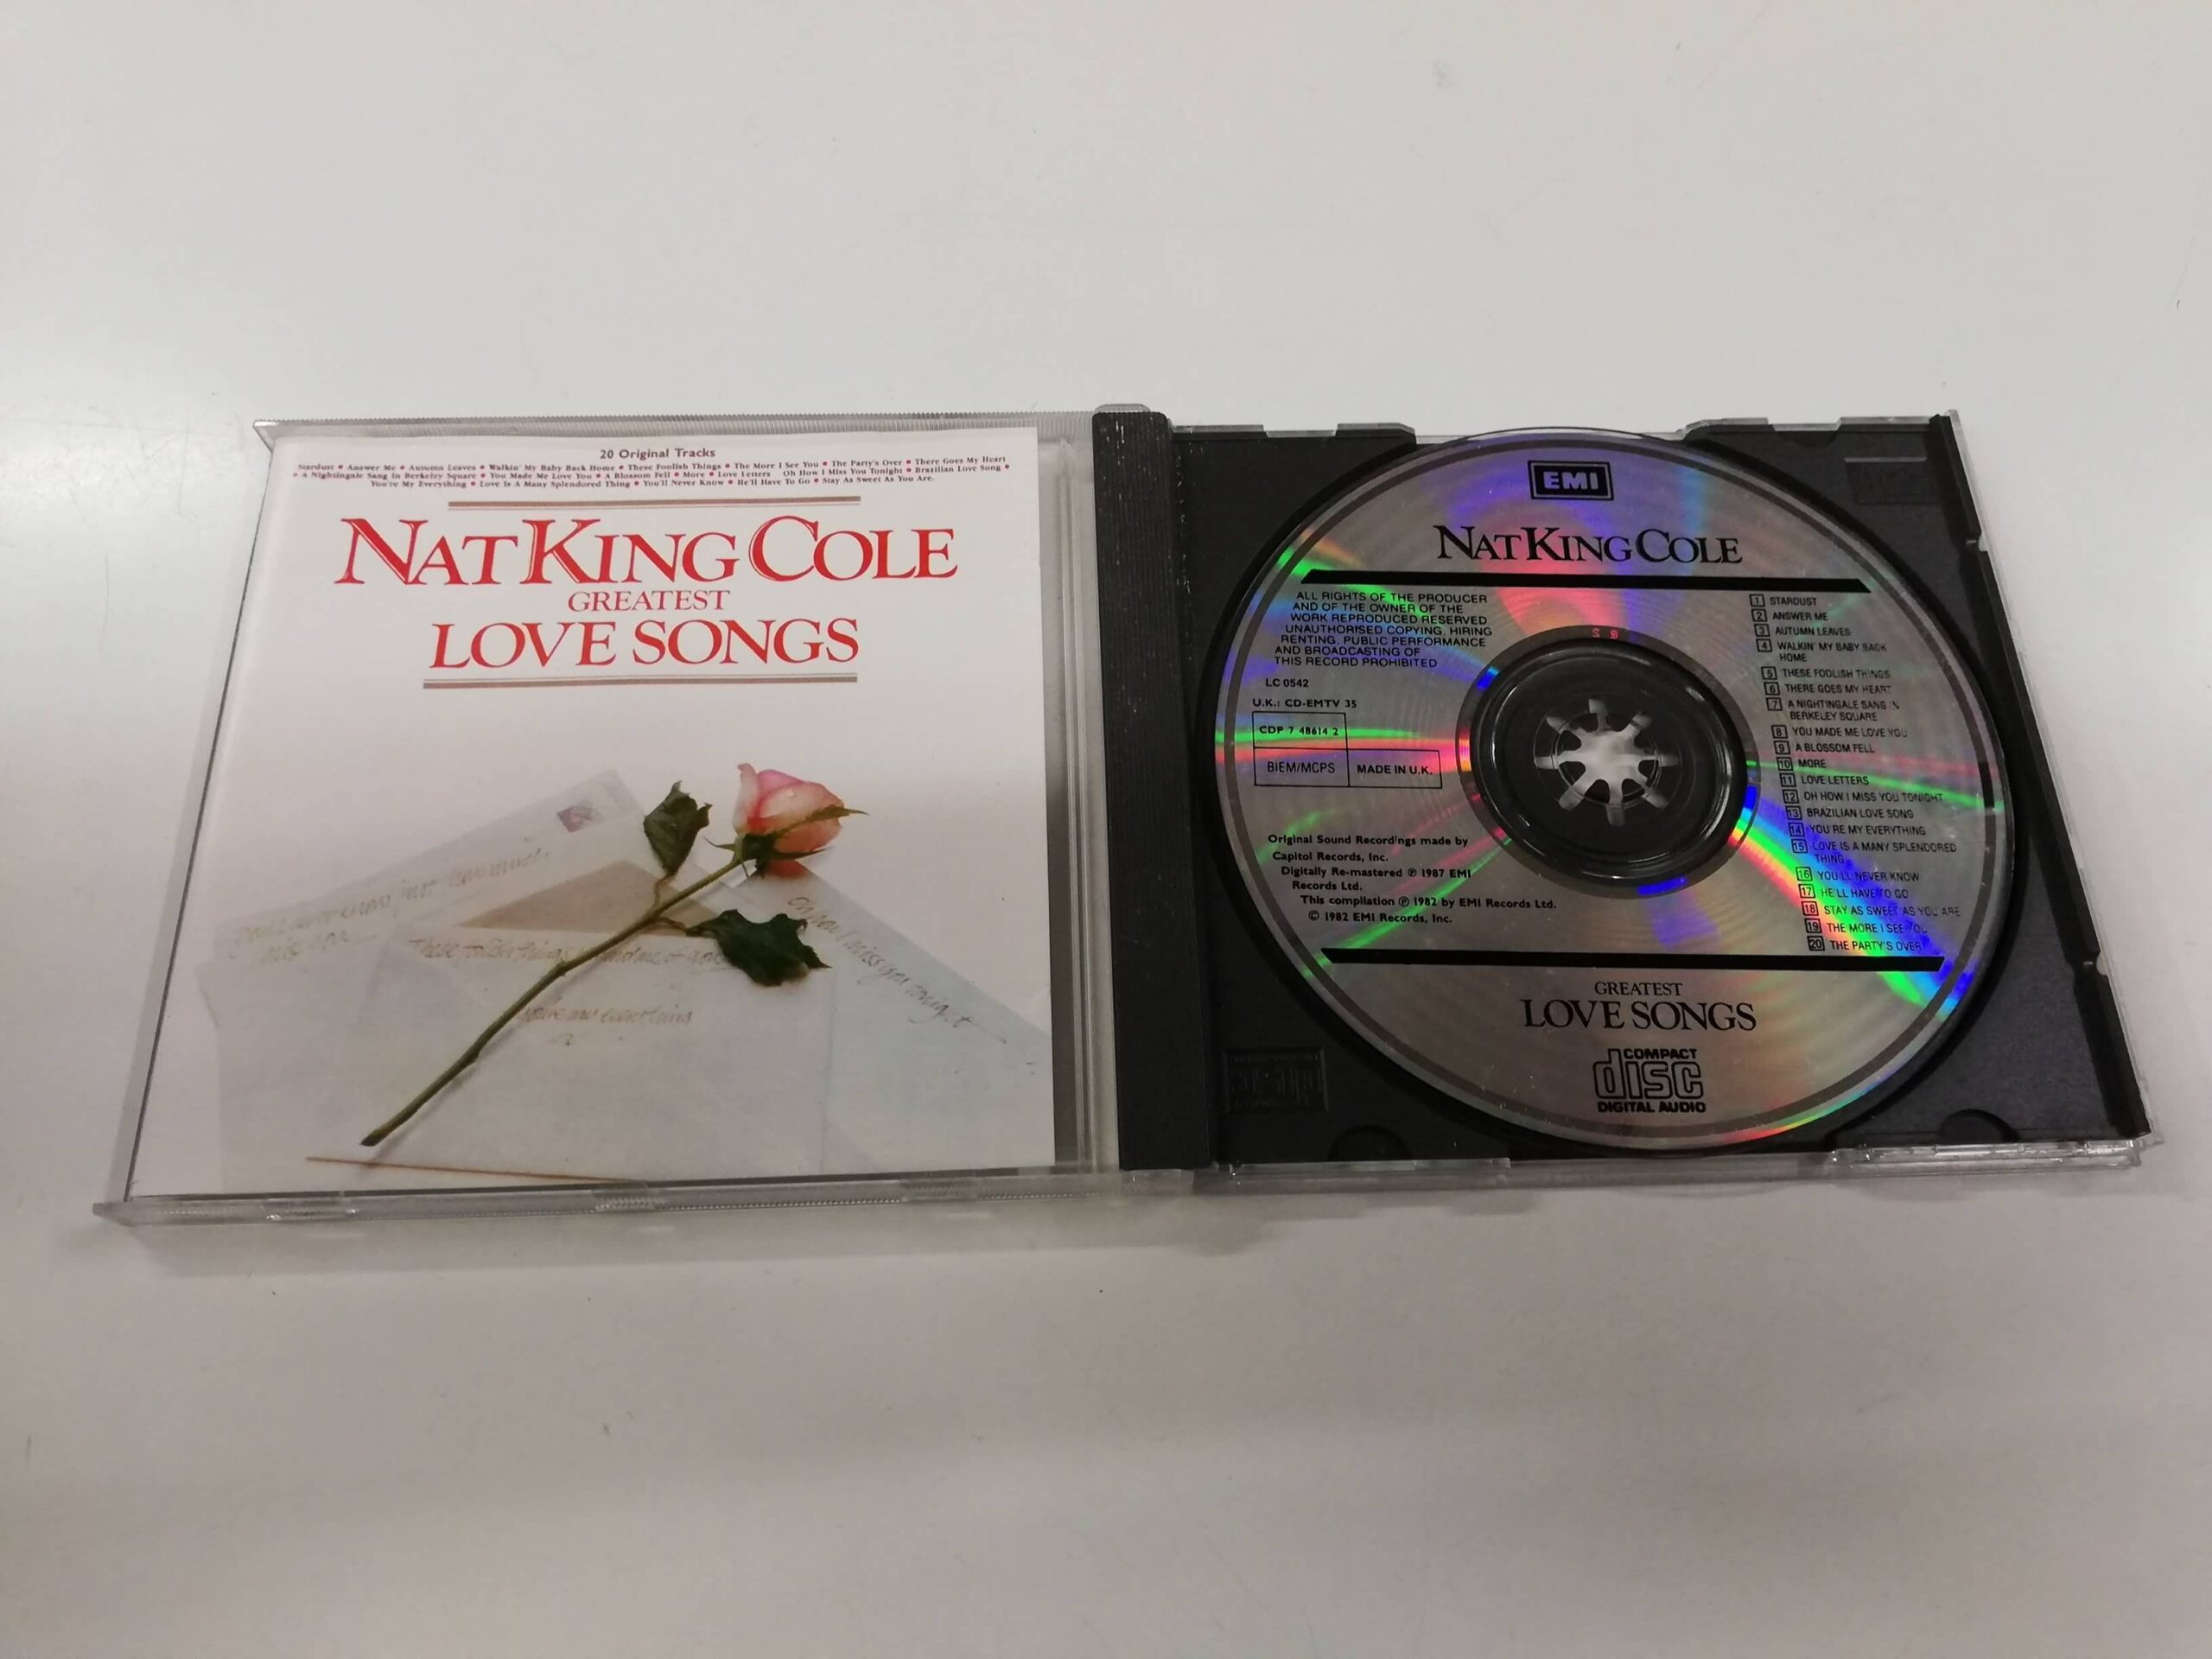 20 Original Tracks
Stardust • Answer Me • Autumn Leaves • Walkin' My Baby Back Home • These Foolish Things • The More I See You • The Party's Over • There Goes My Heart
• A Nightingale Sang In Berkeley Square • You Made Me Love You • A Blossom Fell • More • Love Letters Oh How I Miss You Tonight • Brazilian Love Song •
You're My Everything • Love Is A Many Splendored Thing • You'll Never Know • He'll Have To Go • Stay As Sweet As You Are.
NAT KING COLE
GREATEST
LOVE SONGS
These foolish things
oh how I miss you tonight
EMI
NAT KING COLE
ALL RIGHTS OF THE PRODUCER
AND OF THE OWNER OF THE
WORK REPRODUCED RESERVED
UNAUTHORISED COPYING, HIRING
RENTING, PUBLIC PERFORMANCE
AND BROADCASTING OF
THIS RECORD PROHIBITED
LC 0542
U.K.: CD-EMTV 35
CDP 7 48614 2
BIEM/MCPS
MADE IN U.K.
Original Sound Recordings made by
Capitol Records, Inc.
Digitally Re-mastered ℗ 1987 EMI
Records Ltd.
This compilation ℗ 1982 by EMI Records Ltd.
© 1982 EMI Records, Inc.
1 STARDUST
2 ANSWER ME
3 AUTUMN LEAVES
4 WALKIN' MY BABY BACK
HOME
5 THESE FOOLISH THINGS
6 THERE GOES MY HEART
7 A NIGHTINGALE SANG IN
BERKELEY SQUARE
8 YOU MADE ME LOVE YOU
9 A BLOSSOM FELL
10 MORE
11 LOVE LETTERS
12 OH HOW I MISS YOU TONIGHT
13 BRAZILIAN LOVE SONG
14 YOU'RE MY EVERYTHING
15 LOVE IS A MANY SPLENDORED
THING
16 YOU'LL NEVER KNOW
17 HE'LL HAVE TO GO
18 STAY AS SWEET AS YOU ARE
19 THE MORE I SEE YOU
20 THE PARTY'S OVER
GREATEST
LOVE SONGS
COMPACT
disc
DIGITAL AUDIO